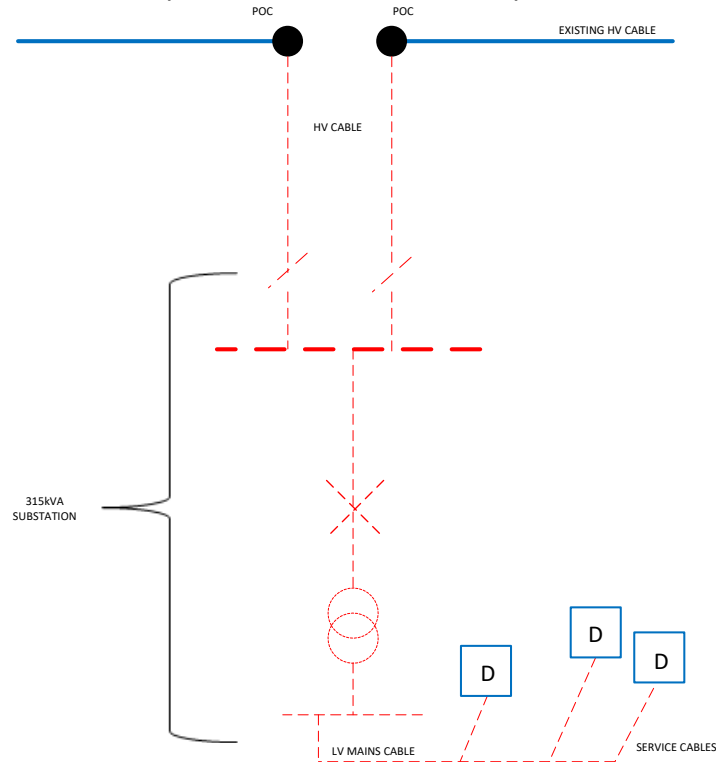 POC
POC
EXISTING HV CABLE
HV CABLE
315kVA
SUBSTATION
D
D
D
LV MAINS CABLE
SERVICE CABLES